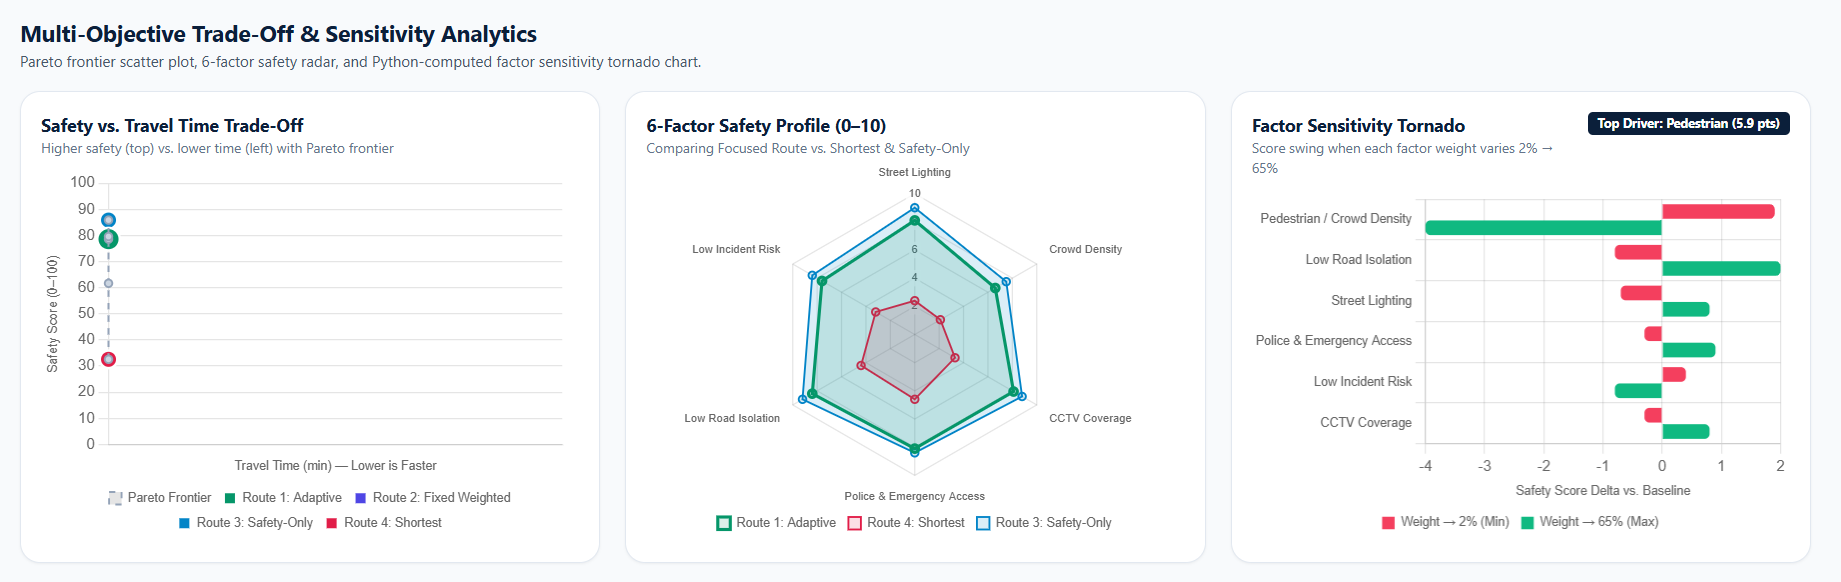 Multi-Objective Trade-Off & Sensitivity Analytics
Pareto frontier scatter plot, 6-factor safety radar, and Python-computed factor sensitivity tornado chart.
Safety vs. Travel Time Trade-Off
Higher safety (top) vs. lower time (left) with Pareto frontier
100
90
80
70
60
50
40
30
20
10
0
Safety Score (0–100)
Travel Time (min) — Lower is Faster
Pareto Frontier
Route 1: Adaptive
Route 2: Fixed Weighted
Route 3: Safety-Only
Route 4: Shortest
6-Factor Safety Profile (0–10)
Comparing Focused Route vs. Shortest & Safety-Only
Street Lighting
10
Low Incident Risk
Crowd Density
6
4
2
Low Road Isolation
CCTV Coverage
Police & Emergency Access
Route 1: Adaptive
Route 4: Shortest
Route 3: Safety-Only
Factor Sensitivity Tornado
Top Driver: Pedestrian (5.9 pts)
Score swing when each factor weight varies 2% →
65%
Pedestrian / Crowd Density
Low Road Isolation
Street Lighting
Police & Emergency Access
Low Incident Risk
CCTV Coverage
-4
-3
-2
-1
0
1
2
Safety Score Delta vs. Baseline
Weight → 2% (Min)
Weight → 65% (Max)